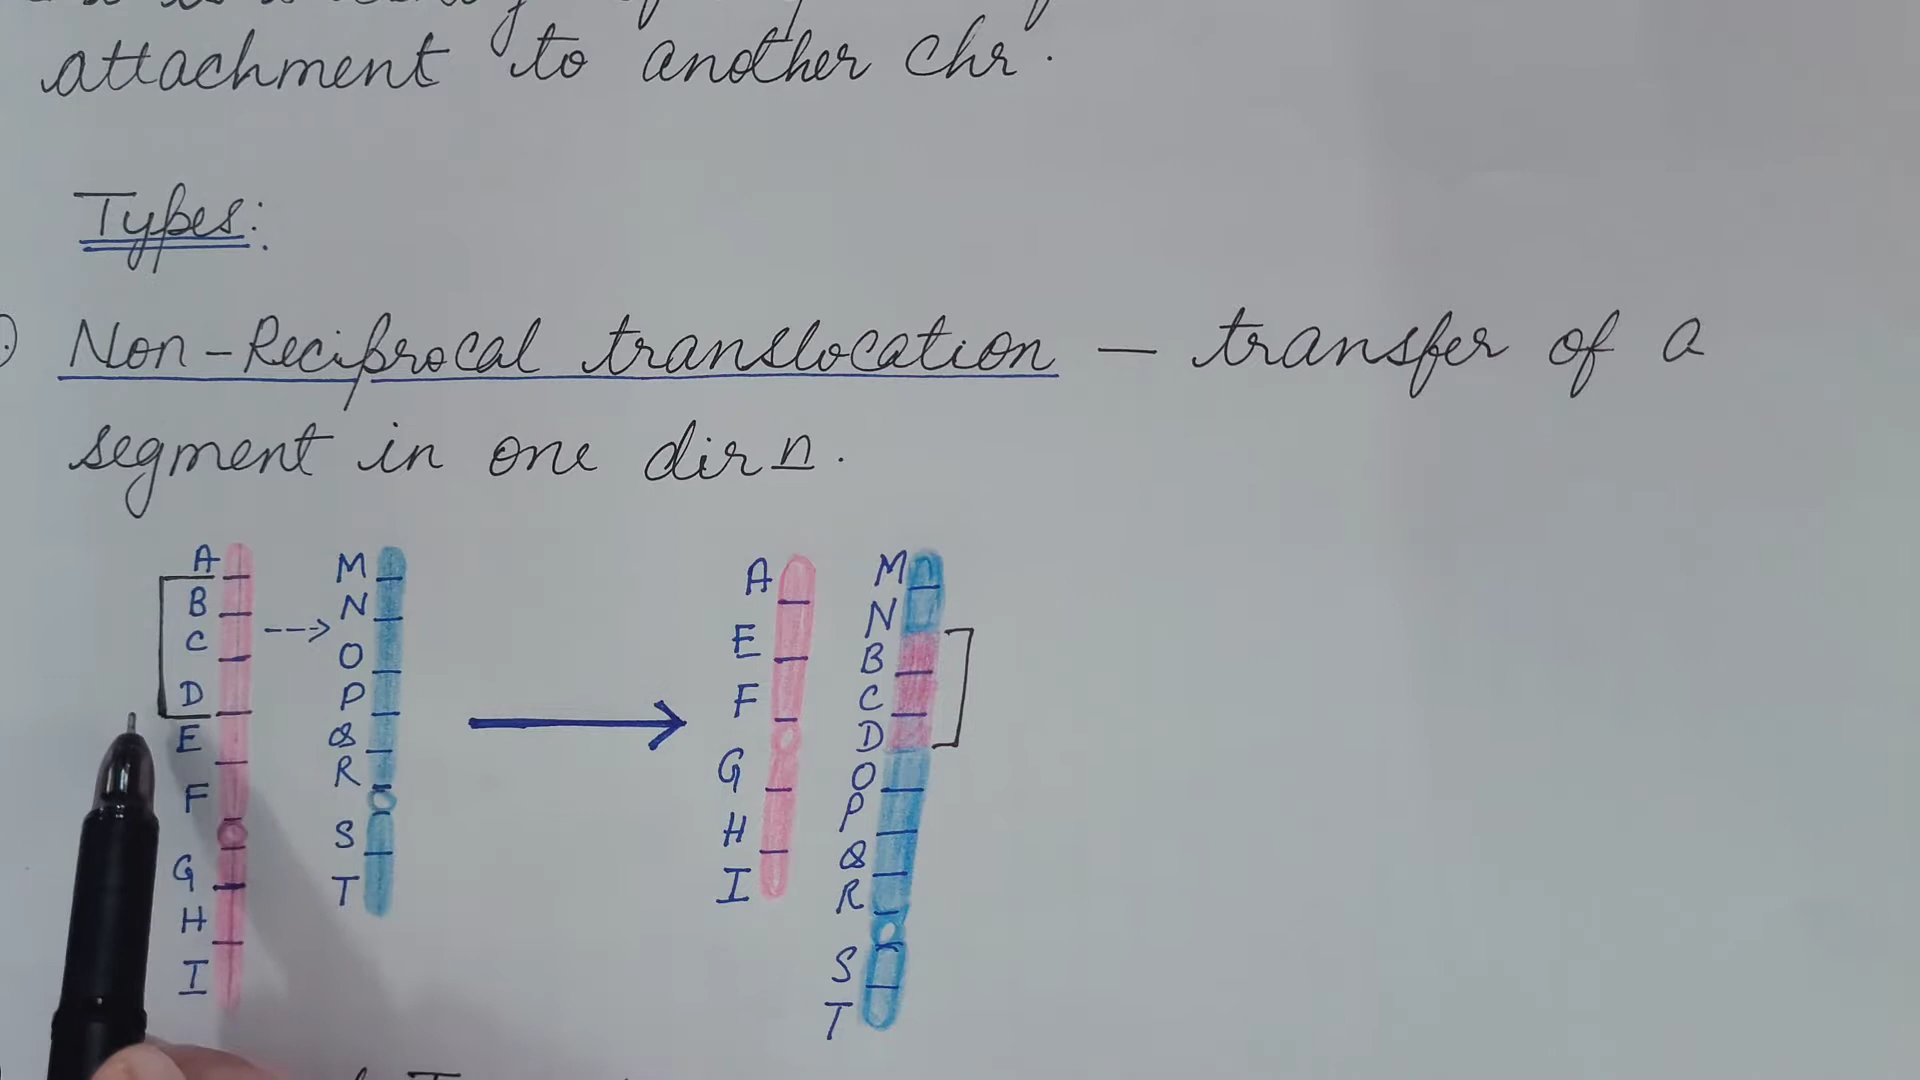 attachment to another chr.
Types:
Non-Reciprocal translocation — transfer of a
segment in one dirn.
A
B
C
D
E
F
G
H
I
M
N
O
P
Q
R
S
T
A
E
F
G
H
I
M
N
B
C
D
O
P
Q
R
S
T